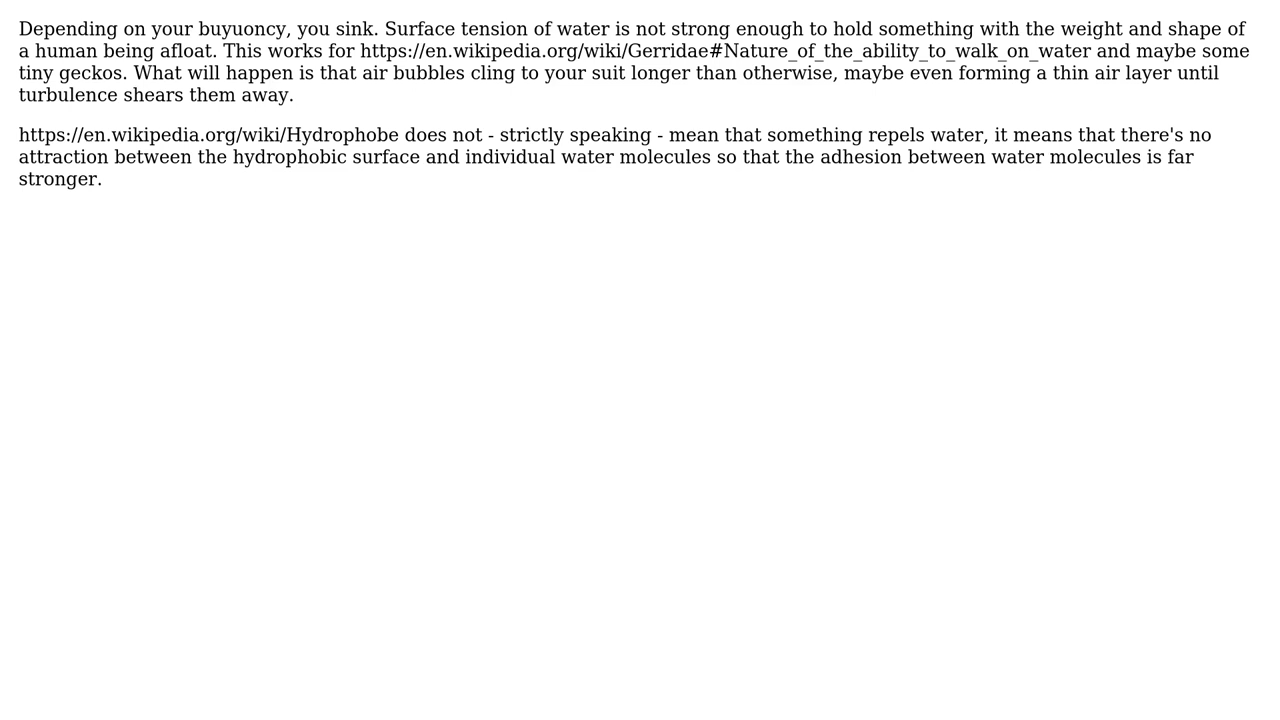 Depending on your buyuoncy, you sink. Surface tension of water is not strong enough to hold something with the weight and shape of
a human being afloat. This works for https://en.wikipedia.org/wiki/Gerridae#Nature_of_the_ability_to_walk_on_water and maybe some
tiny geckos. What will happen is that air bubbles cling to your suit longer than otherwise, maybe even forming a thin air layer until
turbulence shears them away.
https://en.wikipedia.org/wiki/Hydrophobe does not - strictly speaking - mean that something repels water, it means that there's no
attraction between the hydrophobic surface and individual water molecules so that the adhesion between water molecules is far
stronger.